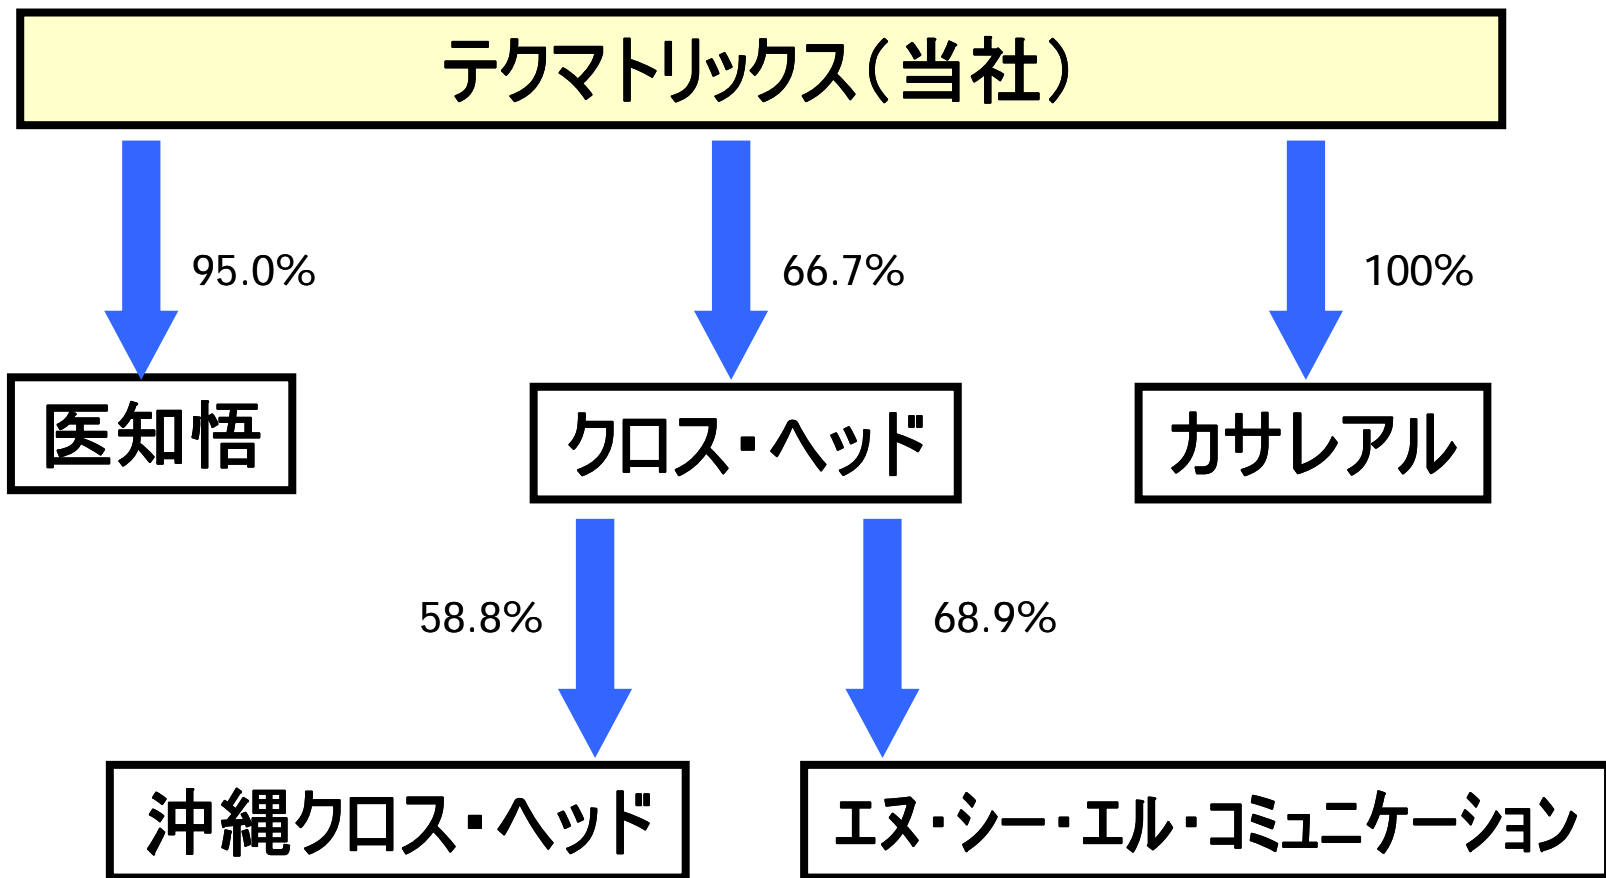 テクマトリックス（当社）
95.0%
66.7%
100%
医知悟
クロス・ヘッド
カサレアル
58.8%
68.9%
沖縄クロス・ヘッド
エヌ・シー・エル・コミュニケーション